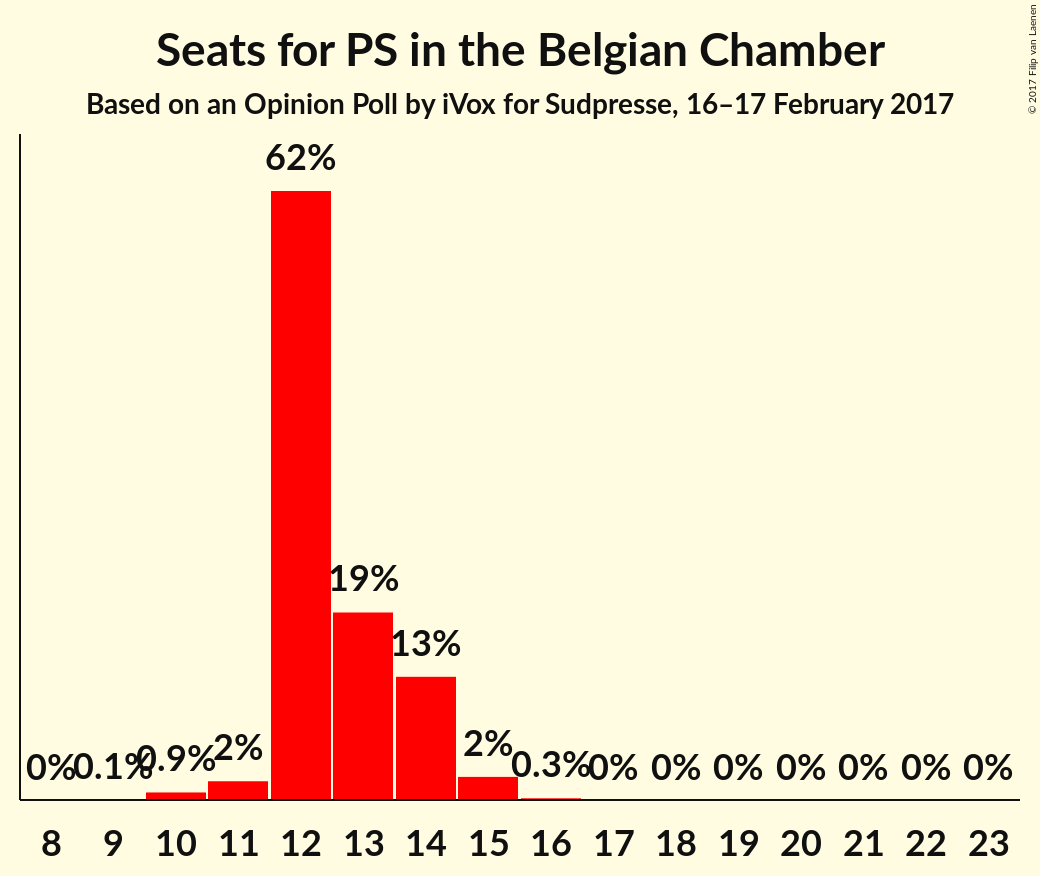 Seats for PS in the Belgian Chamber
Based on an Opinion Poll by iVox for Sudpresse, 16–17 February 2017
© 2017 Filip van Laenen
0% 0.1% 0.9% 2% 62% 19% 13% 2% 0.3% 0% 0% 0% 0% 0% 0% 0%
8 9 10 11 12 13 14 15 16 17 18 19 20 21 22 23